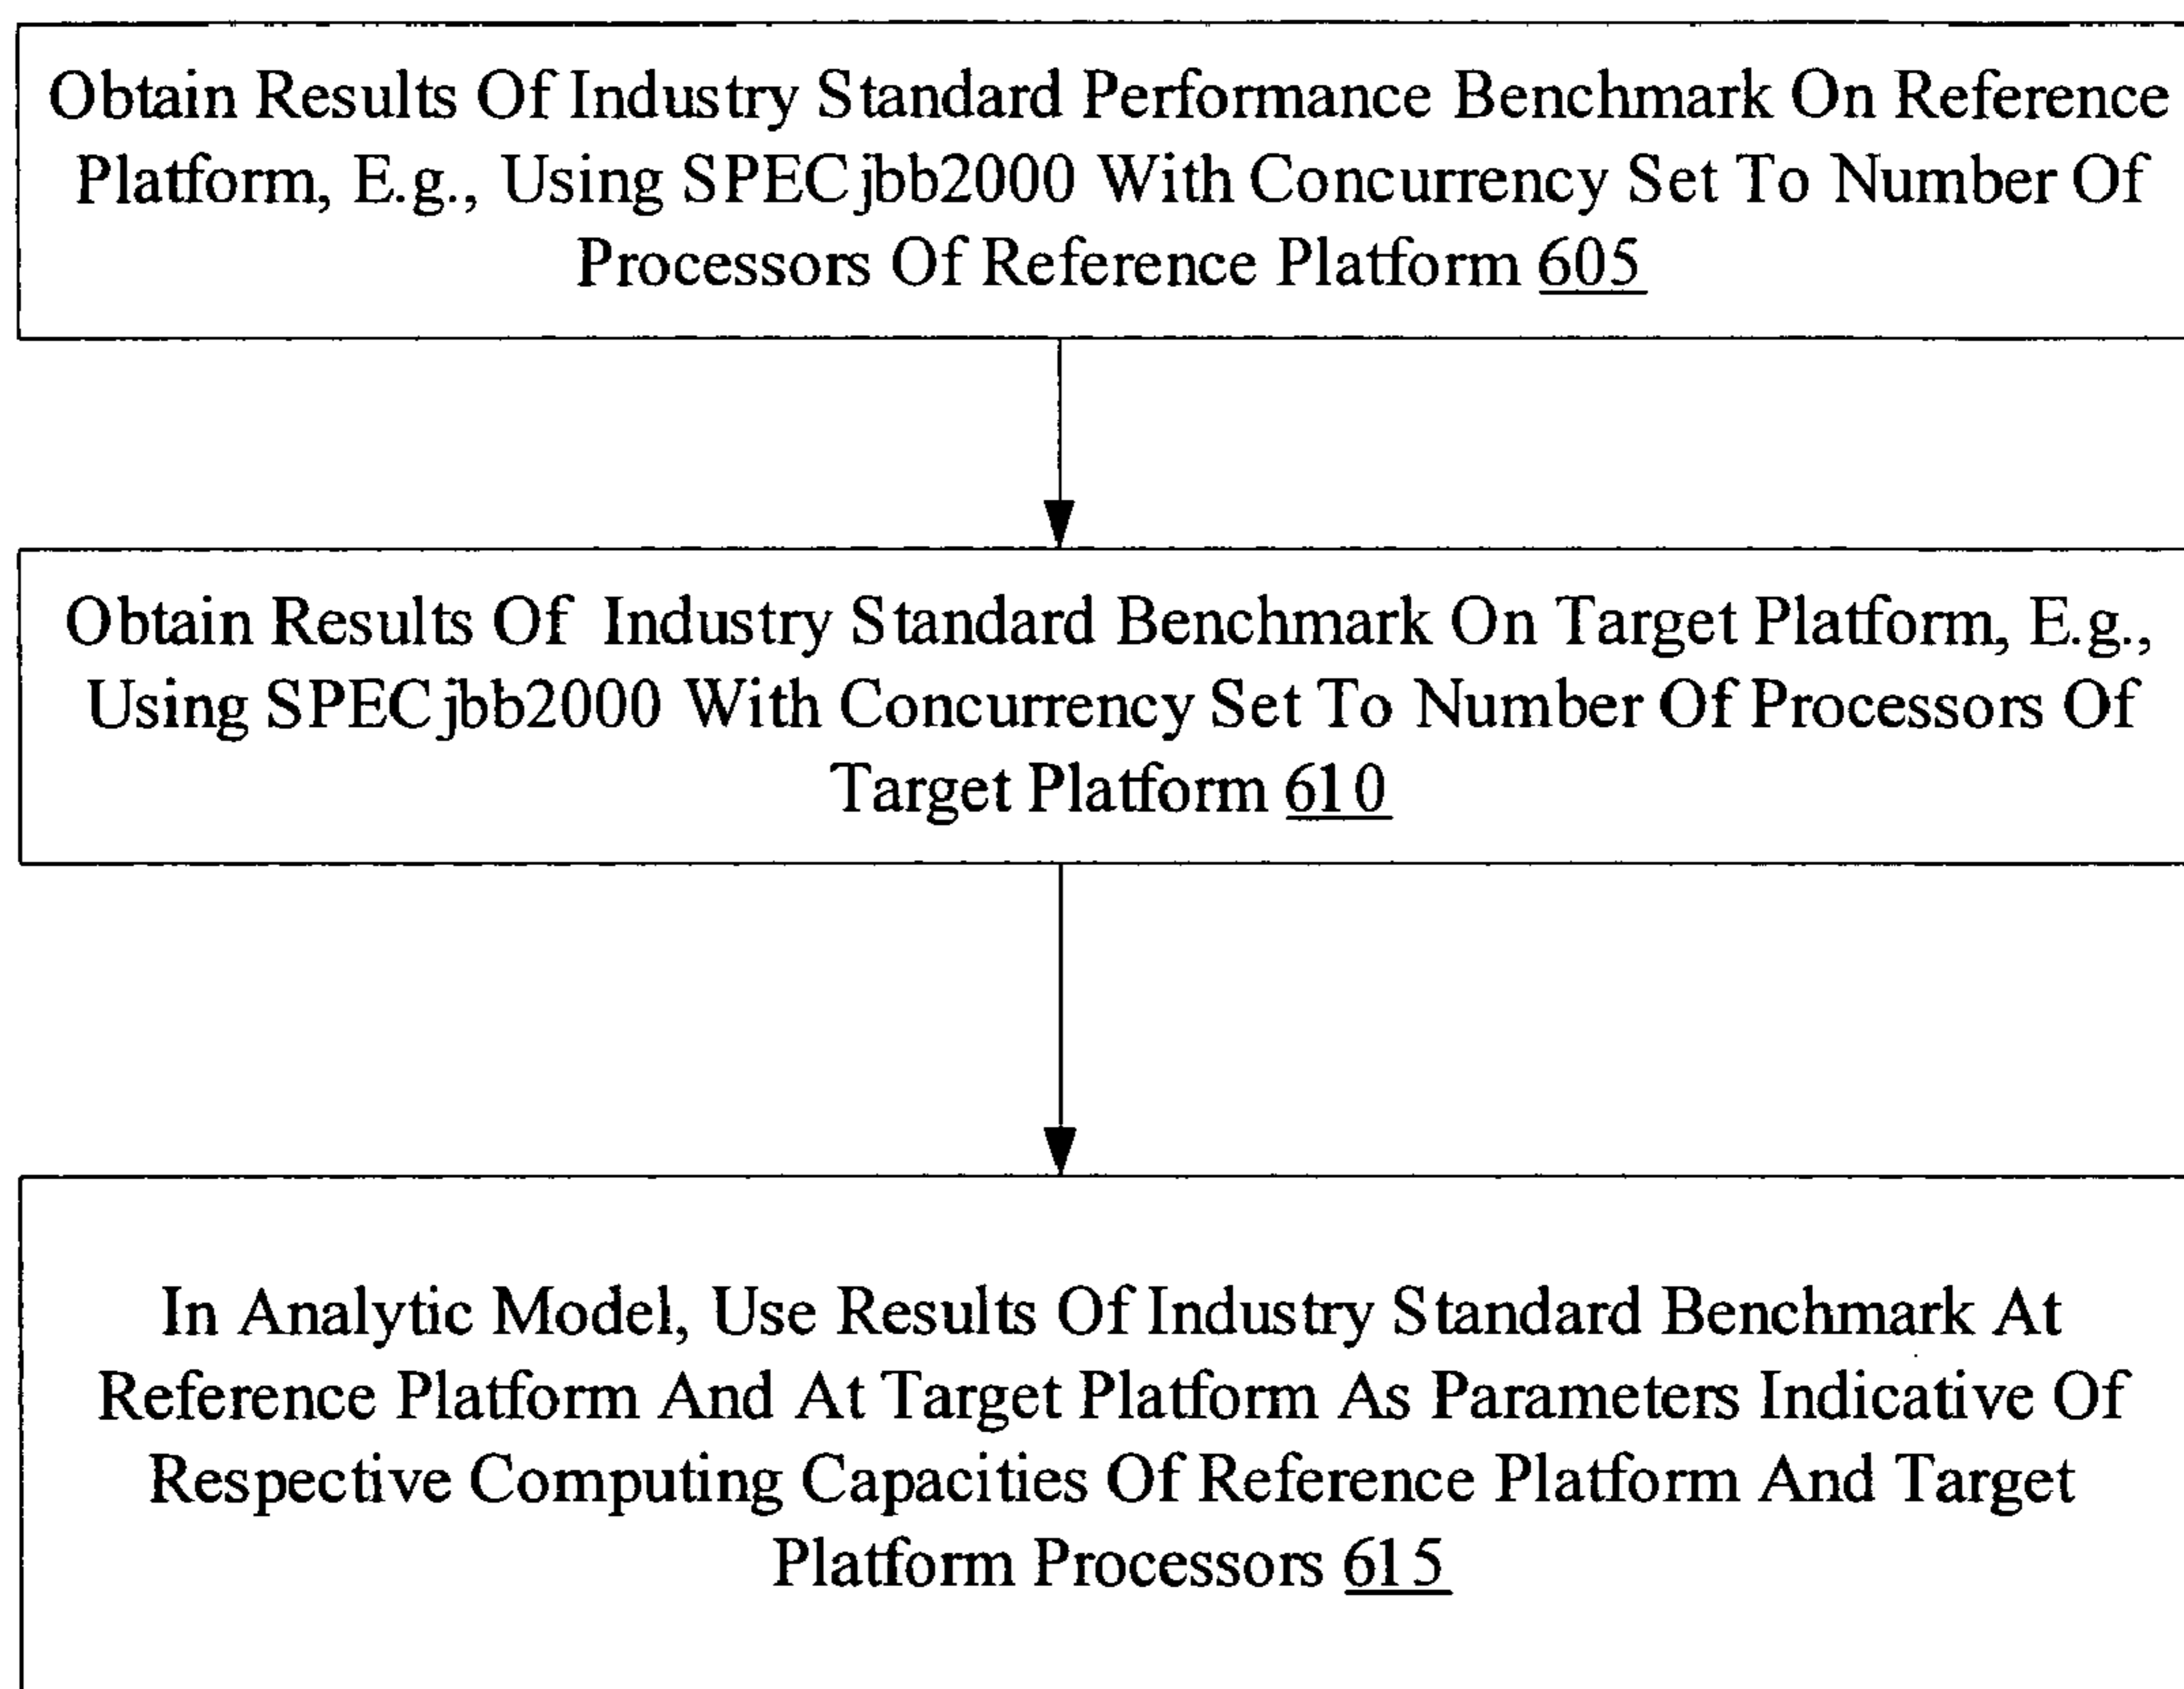 Obtain Results Of Industry Standard Performance Benchmark On Reference
Platform, E.g., Using SPECjbb2000 With Concurrency Set To Number Of
Processors Of Reference Platform 605
Obtain Results Of Industry Standard Benchmark On Target Platform, E.g.,
Using SPECjbb2000 With Concurrency Set To Number Of Processors Of
Target Platform 610
In Analytic Model, Use Results Of Industry Standard Benchmark At
Reference Platform And At Target Platform As Parameters Indicative Of
Respective Computing Capacities Of Reference Platform And Target
Platform Processors 615